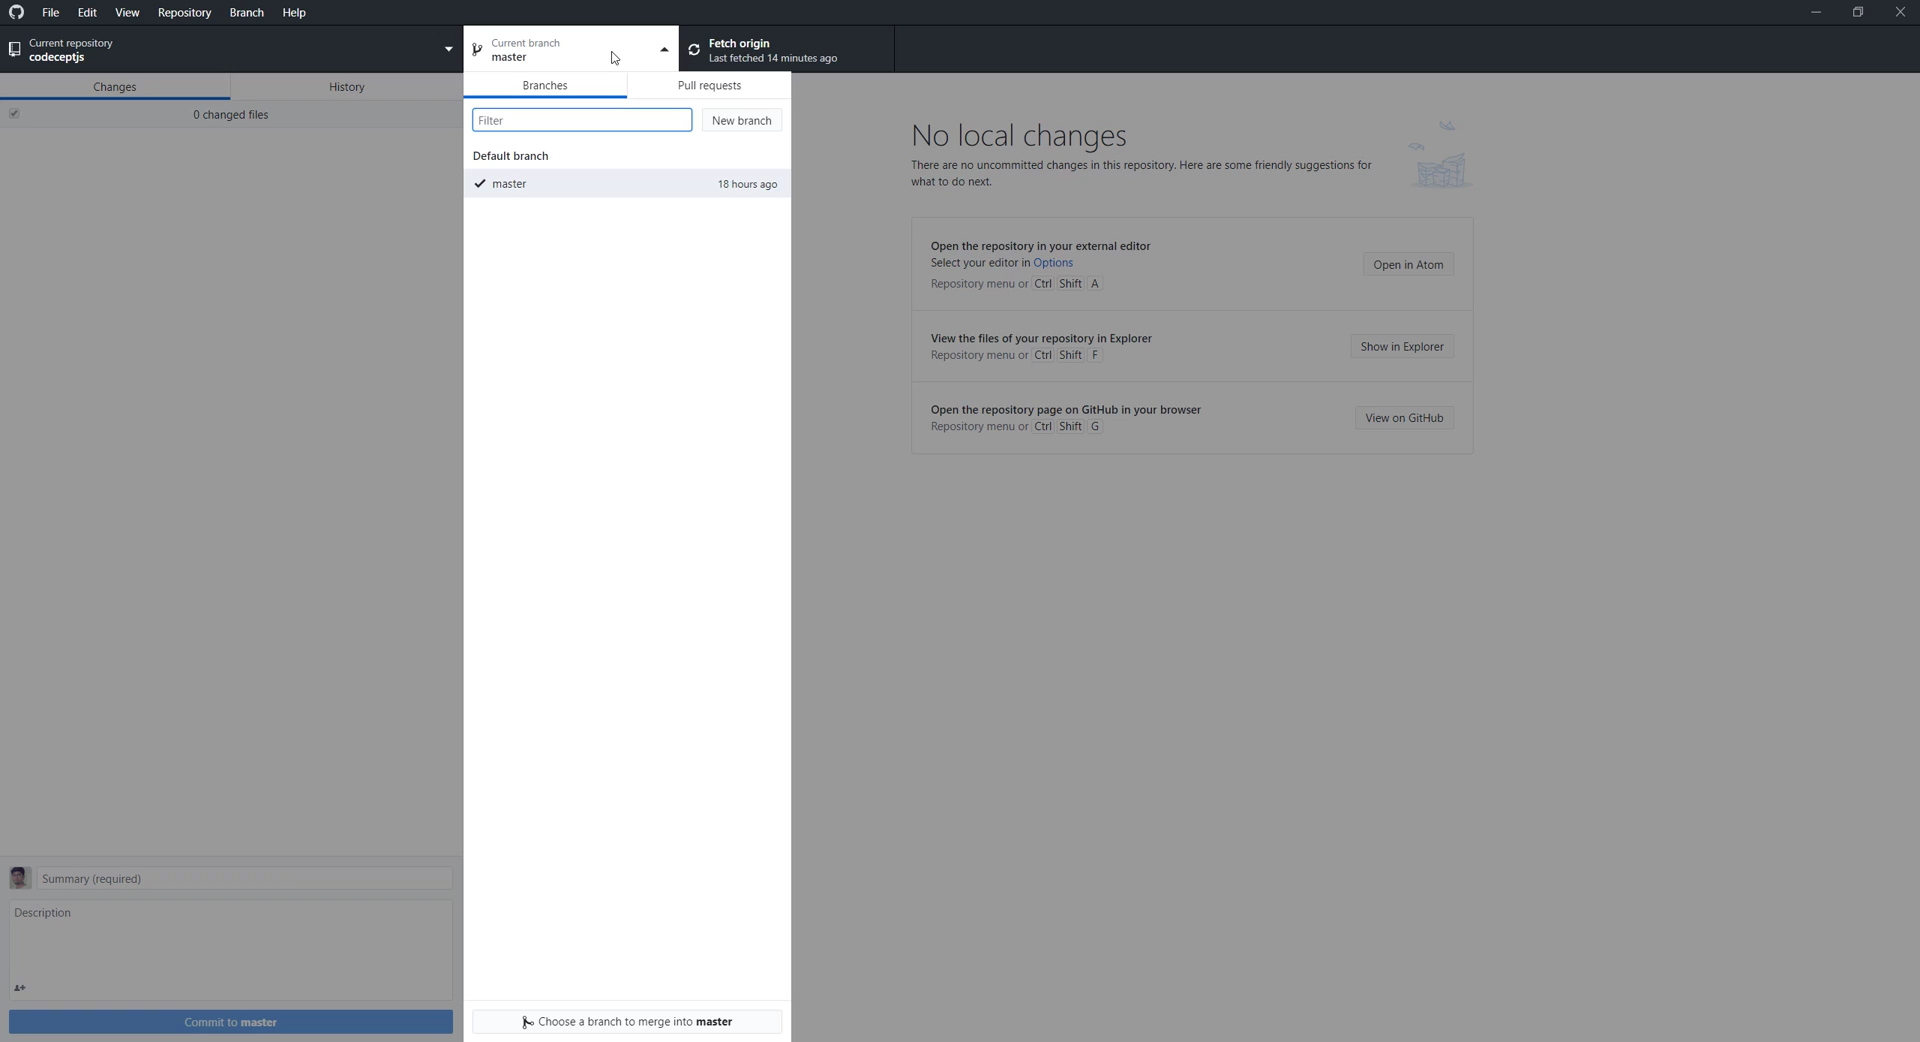 File Edit View Repository Branch Help
Current repository
codeceptjs
Current branch
master
Fetch origin
Last fetched 14 minutes ago
Changes History
0 changed files
Branches Pull requests
Filter New branch
Default branch
master 18 hours ago
Choose a branch to merge into master
No local changes
There are no uncommitted changes in this repository. Here are some friendly suggestions for
what to do next.
Open the repository in your external editor
Select your editor in Options
Repository menu or Ctrl Shift A
Open in Atom
View the files of your repository in Explorer
Repository menu or Ctrl Shift F
Show in Explorer
Open the repository page on GitHub in your browser
Repository menu or Ctrl Shift G
View on GitHub
Summary (required)
Description
Commit to master